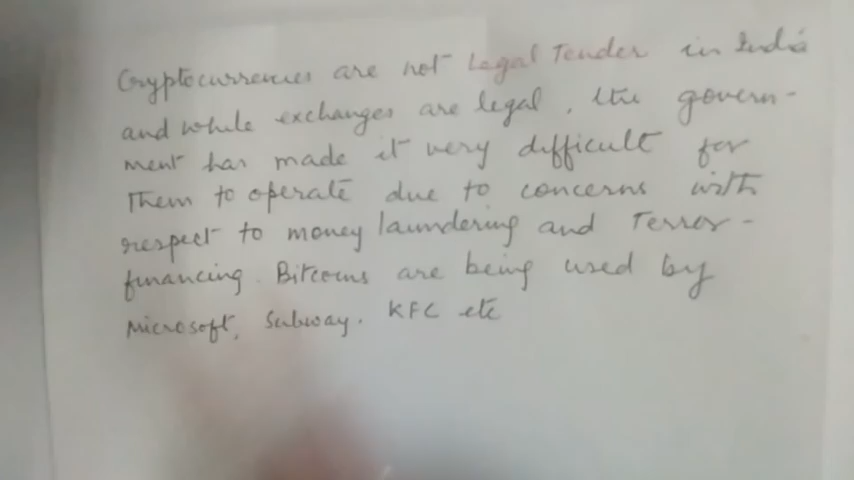 Cryptocurrencies are not Legal Tender in India
and while exchanges are legal, the govern-
ment has made it very difficult for
Them to operate due to concerns with
respect to money laundering and Terror-
financing. Bitcoins are being used by
Microsoft, Subway. KFC etc